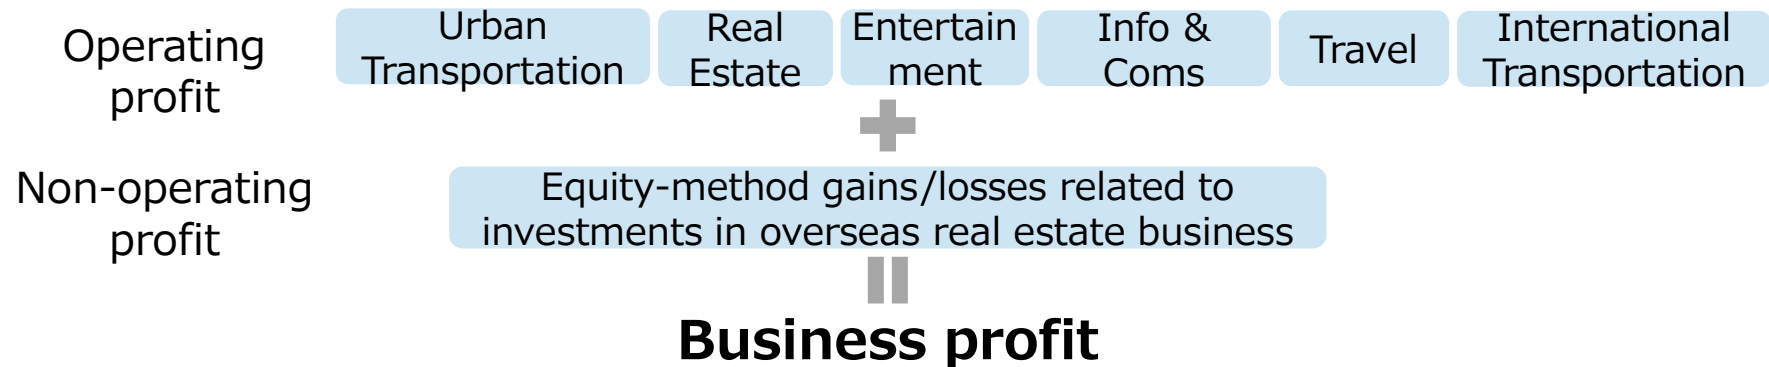 Operating
profit
Urban
Transportation
Real
Estate
Entertain
ment
Info &
Coms
Travel
International
Transportation
Non-operating
profit
Equity-method gains/losses related to
investments in overseas real estate business
Business profit